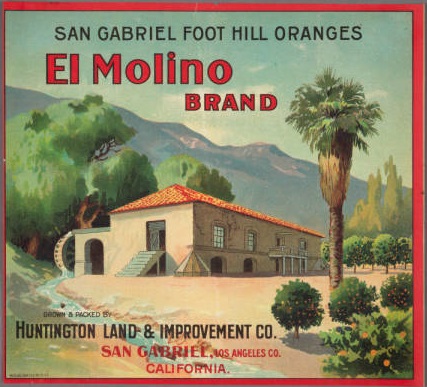 SAN GABRIEL FOOT HILL ORANGES
El Molino
BRAND
GROWN & PACKED BY
HUNTINGTON LAND & IMPROVEMENT CO.
SAN GABRIEL, LOS ANGELES CO.
CALIFORNIA.